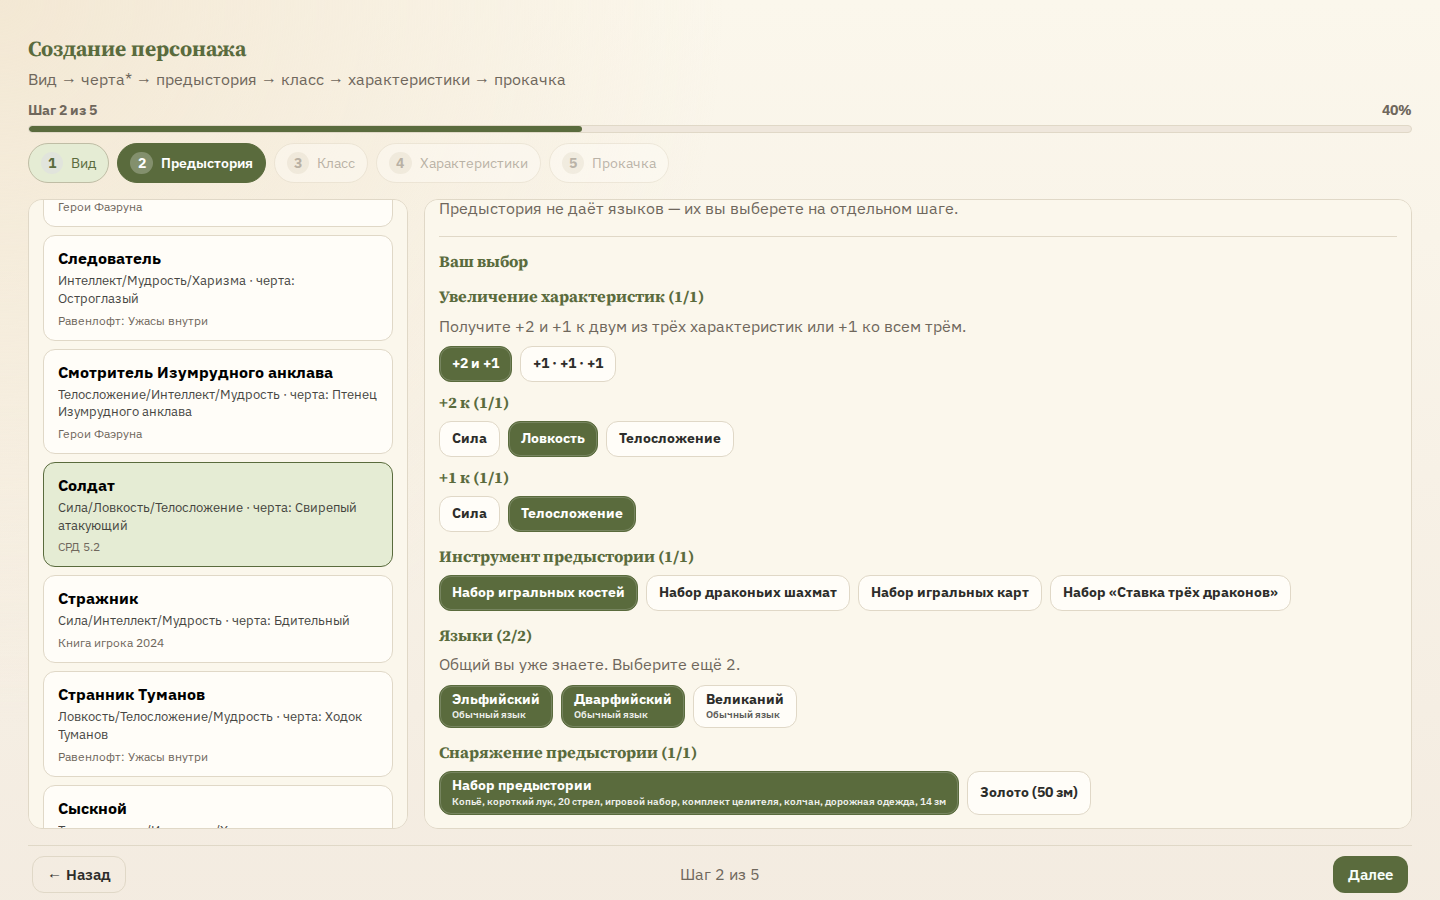 Создание персонажа
Вид → черта* → предыстория → класс → характеристики → прокачка
Шаг 2 из 5
40%
1 Вид
2 Предыстория
3 Класс
4 Характеристики
5 Прокачка
Герои Фаэруна
Следователь
Интеллект/Мудрость/Харизма · черта:
Остроглазый
Равенлофт: Ужасы внутри
Смотритель Изумрудного анклава
Телосложение/Интеллект/Мудрость · черта: Птенец
Изумрудного анклава
Герои Фаэруна
Солдат
Сила/Ловкость/Телосложение · черта: Свирепый
атакующий
СРД 5.2
Стражник
Сила/Интеллект/Мудрость · черта: Бдительный
Книга игрока 2024
Странник Туманов
Ловкость/Телосложение/Мудрость · черта: Ходок
Туманов
Равенлофт: Ужасы внутри
Сыскной
Предыстория не даёт языков — их вы выберете на отдельном шаге.
Ваш выбор
Увеличение характеристик (1/1)
Получите +2 и +1 к двум из трёх характеристик или +1 ко всем трём.
+2 и +1
+1 · +1 · +1
+2 к (1/1)
Сила
Ловкость
Телосложение
+1 к (1/1)
Сила
Телосложение
Инструмент предыстории (1/1)
Набор игральных костей
Набор драконьих шахмат
Набор игральных карт
Набор «Ставка трёх драконов»
Языки (2/2)
Общий вы уже знаете. Выберите ещё 2.
Эльфийский
Обычный язык
Дварфийский
Обычный язык
Великаний
Обычный язык
Снаряжение предыстории (1/1)
Набор предыстории
Копьё, короткий лук, 20 стрел, игровой набор, комплект целителя, колчан, дорожная одежда, 14 зм
Золото (50 зм)
← Назад
Шаг 2 из 5
Далее